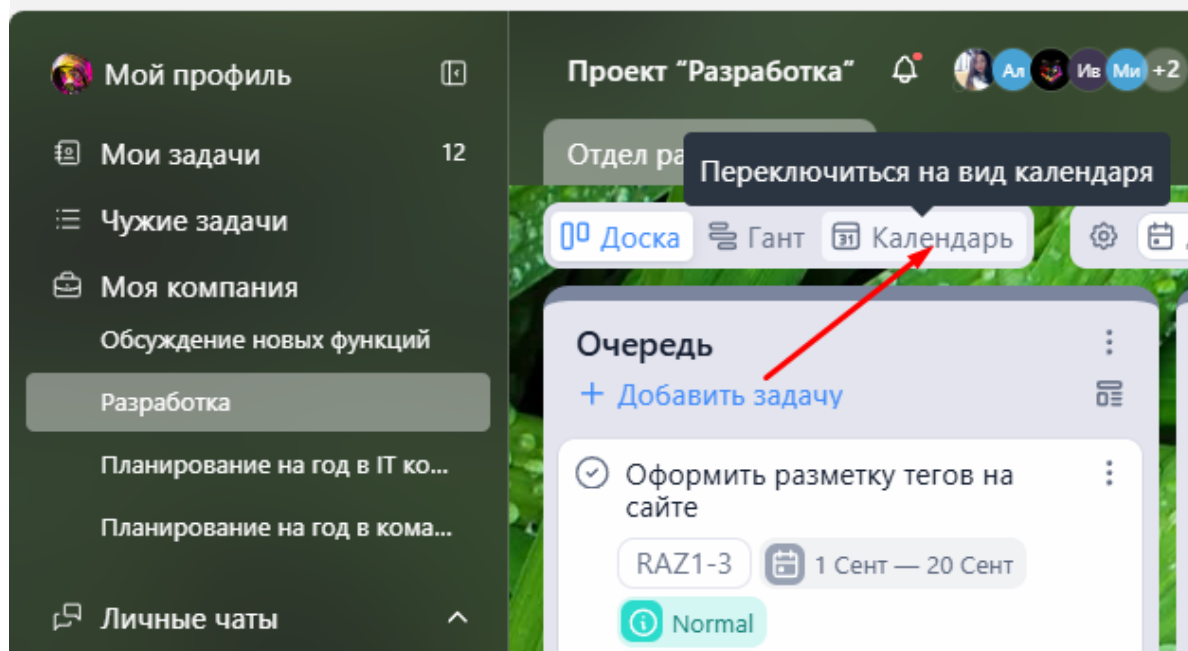 Мой профиль
Мои задачи 12
Чужие задачи
Моя компания
Обсуждение новых функций
Разработка
Планирование на год в IT ко...
Планирование на год в кома...
Личные чаты
Проект “Разработка” Ал Ив Ми +2
Отдел ра
Переключиться на вид календаря
Доска Гант 31 Календарь
Очередь
+ Добавить задачу
Оформить разметку тегов на
сайте
RAZ1-3 1 Сент — 20 Сент
Normal